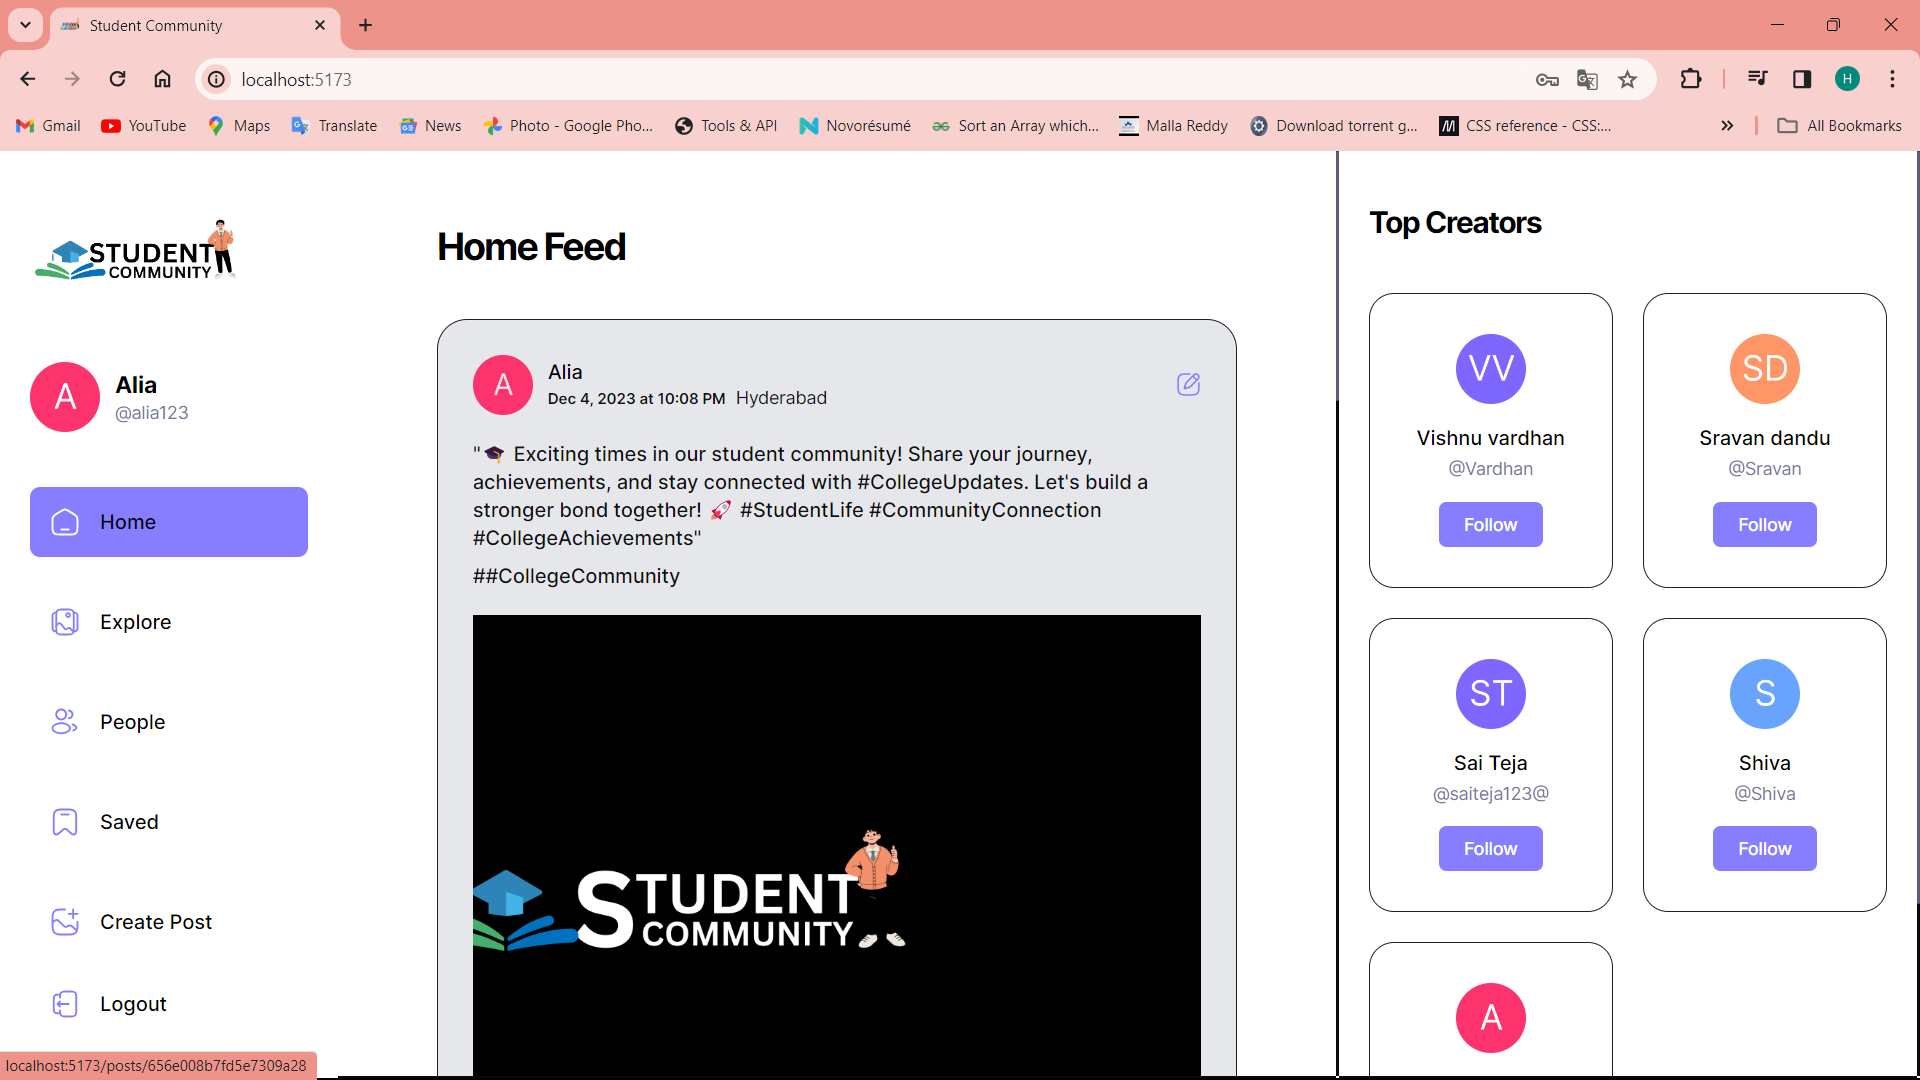 Student Community
localhost:5173
H
Gmail
YouTube
Maps
Translate
News
Photo - Google Pho...
Tools & API
Novorésumé
Sort an Array which...
Malla Reddy
Download torrent g...
CSS reference - CSS:...
All Bookmarks
STUDENT
COMMUNITY
A
Alia
@alia123
Home
Explore
People
Saved
Create Post
Logout
Home Feed
A
Alia
Dec 4, 2023 at 10:08 PM Hyderabad
"🎓 Exciting times in our student community! Share your journey,
achievements, and stay connected with #CollegeUpdates. Let's build a
stronger bond together! 🚀 #StudentLife #CommunityConnection
#CollegeAchievements"
##CollegeCommunity
STUDENT
COMMUNITY
Top Creators
VV
Vishnu vardhan
@Vardhan
Follow
SD
Sravan dandu
@Sravan
Follow
ST
Sai Teja
@saiteja123@
Follow
S
Shiva
@Shiva
Follow
A
localhost:5173/posts/656e008b7fd5e7309a28